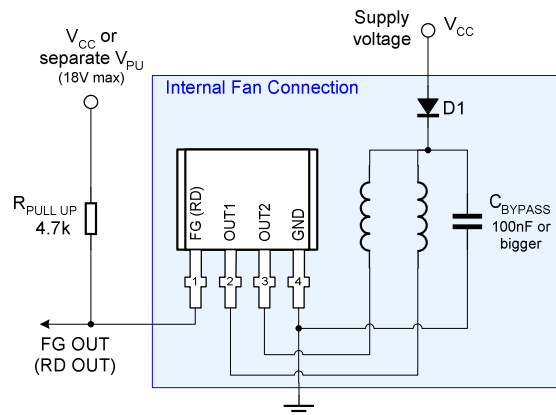 Supply
voltage
V_CC
V_CC or
separate V_PU
(18V max)
Internal Fan Connection
D1
R_PULL UP
4.7k
FG (RD)
OUT1
OUT2
GND
C_BYPASS
100nF or
bigger
1
2
3
4
FG OUT
(RD OUT)